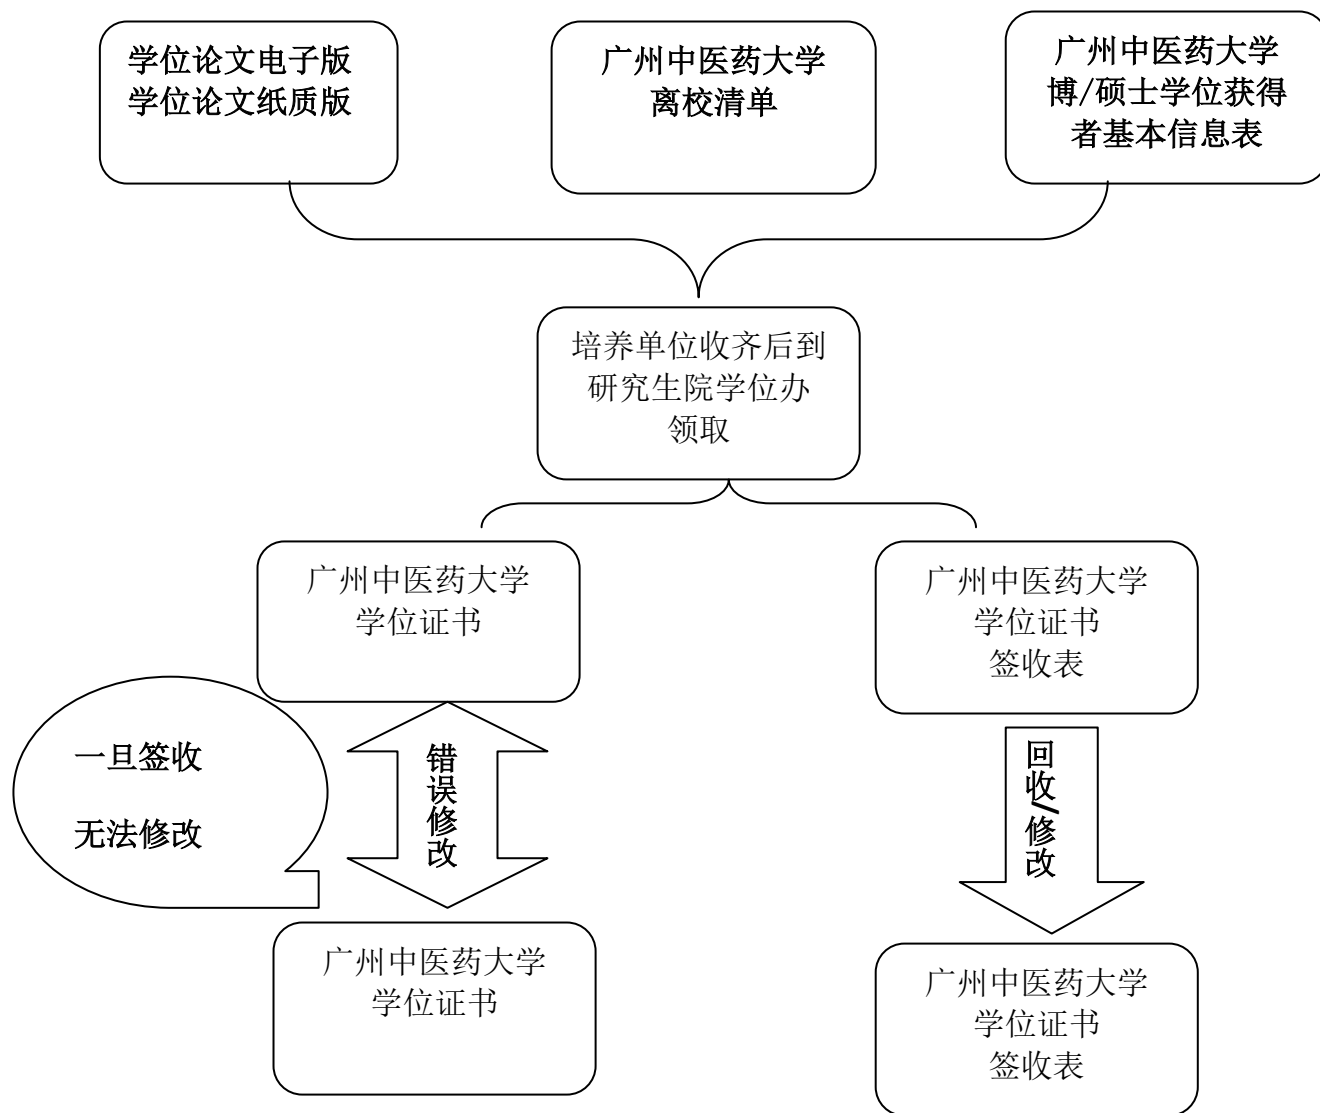 学位论文电子版
学位论文纸质版
广州中医药大学
离校清单
广州中医药大学
博/硕士学位获得
者基本信息表
培养单位收齐后到
研究生院学位办
领取
广州中医药大学
学位证书
广州中医药大学
学位证书
签收表
一旦签收
无法修改
错误修改
回收/修改
广州中医药大学
学位证书
广州中医药大学
学位证书
签收表